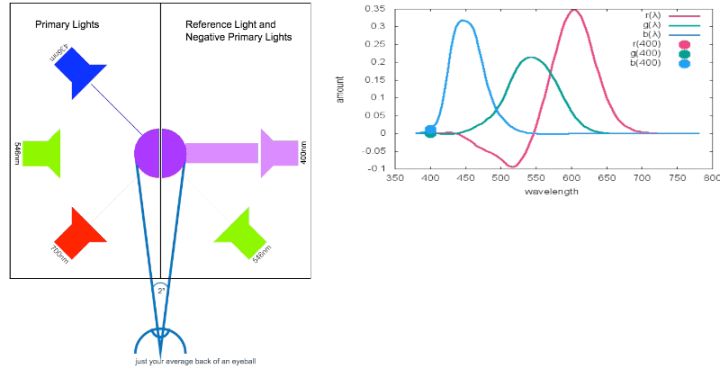 Primary Lights
Reference Light and
Negative Primary Lights
438nm
546nm
700nm
400nm
546nm
2°
just your average back of an eyeball
0.35
0.3
0.25
0.2
0.15
0.1
0.05
0
-0.05
-0.1
amount
350 400 450 500 550 600 650 700 750 800
wavelength
r(λ)
g(λ)
b(λ)
r(400)
g(400)
b(400)